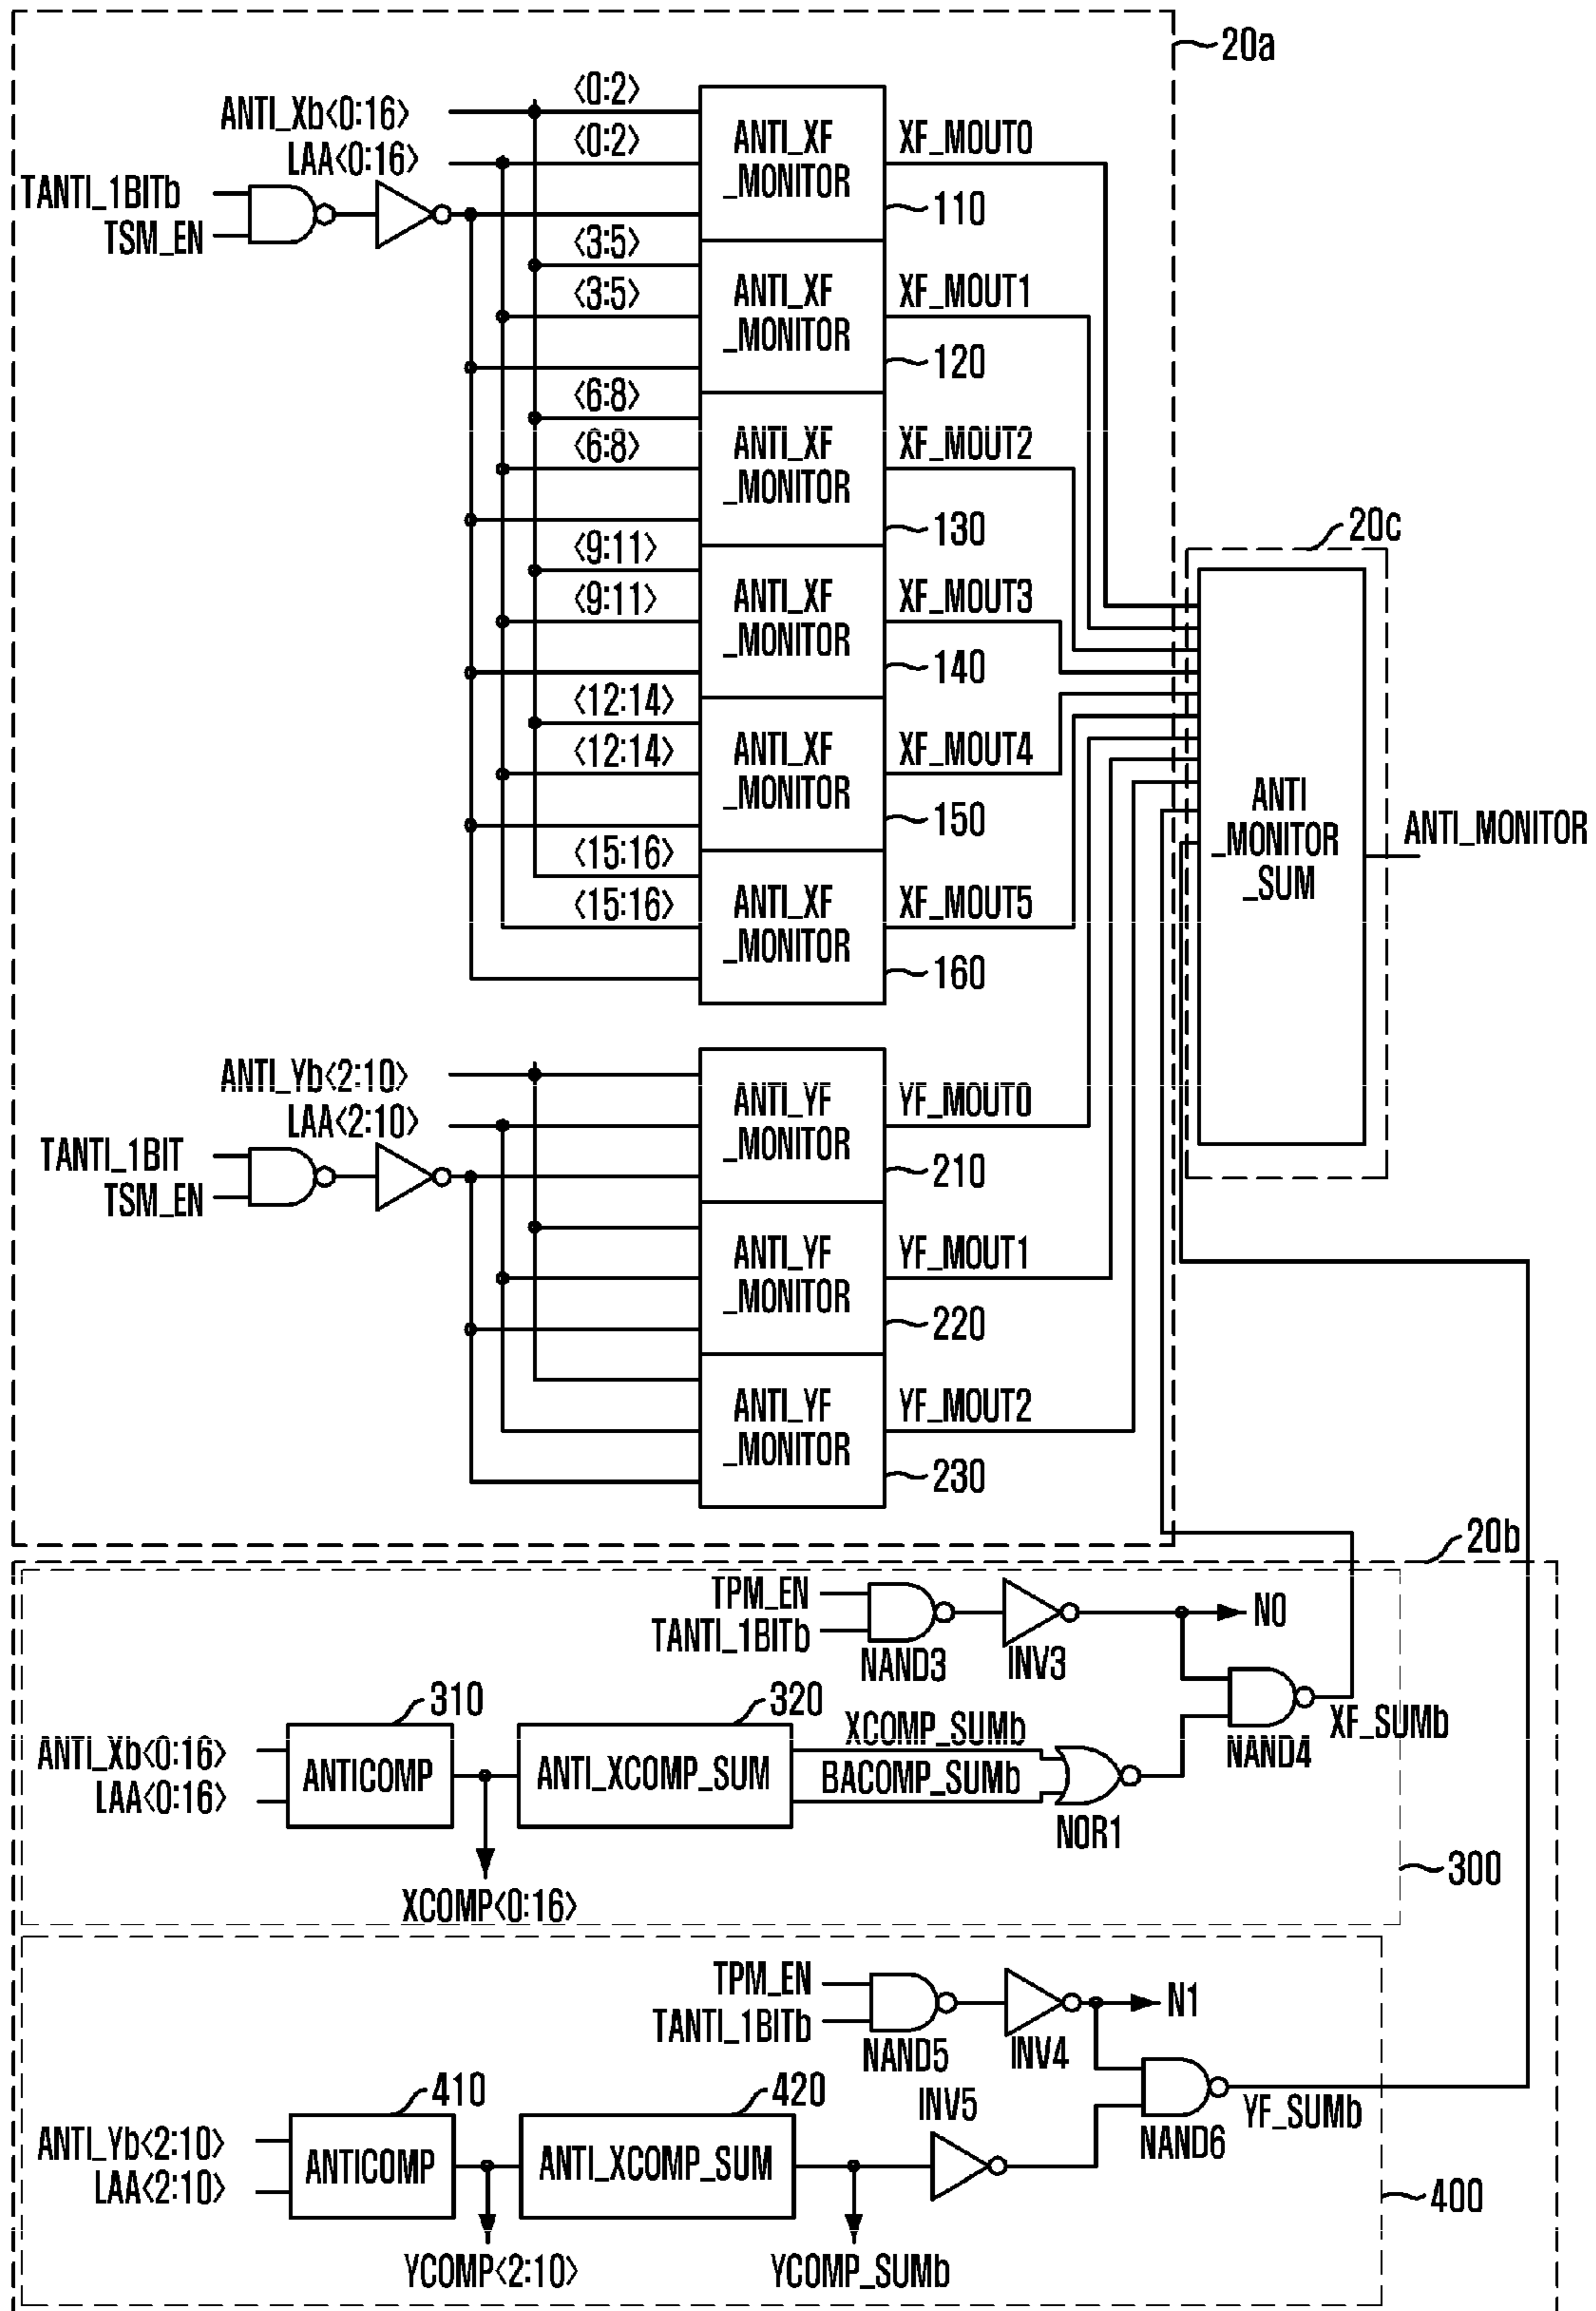 20a
ANTI_Xb<0:16>
LAA<0:16>
TANTI_1BITb
TSM_EN
<0:2>
<0:2>
<3:5>
<3:5>
<6:8>
<6:8>
<9:11>
<9:11>
<12:14>
<12:14>
<15:16>
<15:16>
ANTI_XF
_MONITOR
XF_MOUT0
110
ANTI_XF
_MONITOR
XF_MOUT1
120
ANTI_XF
_MONITOR
XF_MOUT2
130
ANTI_XF
_MONITOR
XF_MOUT3
140
ANTI_XF
_MONITOR
XF_MOUT4
150
ANTI_XF
_MONITOR
XF_MOUT5
160
20c
ANTI
_MONITOR
_SUM
ANTI_MONITOR
ANTI_Yb<2:10>
LAA<2:10>
TANTI_1BIT
TSM_EN
ANTI_YF
_MONITOR
YF_MOUT0
210
ANTI_YF
_MONITOR
YF_MOUT1
220
ANTI_YF
_MONITOR
YF_MOUT2
230
20b
TPM_EN
TANTI_1BITb
NAND3
INV3
N0
310
320
ANTI_Xb<0:16>
LAA<0:16>
ANTICOMP
ANTI_XCOMP_SUM
XCOMP_SUMb
BACOMP_SUMb
NOR1
NAND4
XF_SUMb
XCOMP<0:16>
300
TPM_EN
TANTI_1BITb
NAND5
INV4
N1
410
420
INV5
ANTI_Yb<2:10>
LAA<2:10>
ANTICOMP
ANTI_XCOMP_SUM
NAND6
YF_SUMb
YCOMP<2:10>
YCOMP_SUMb
400